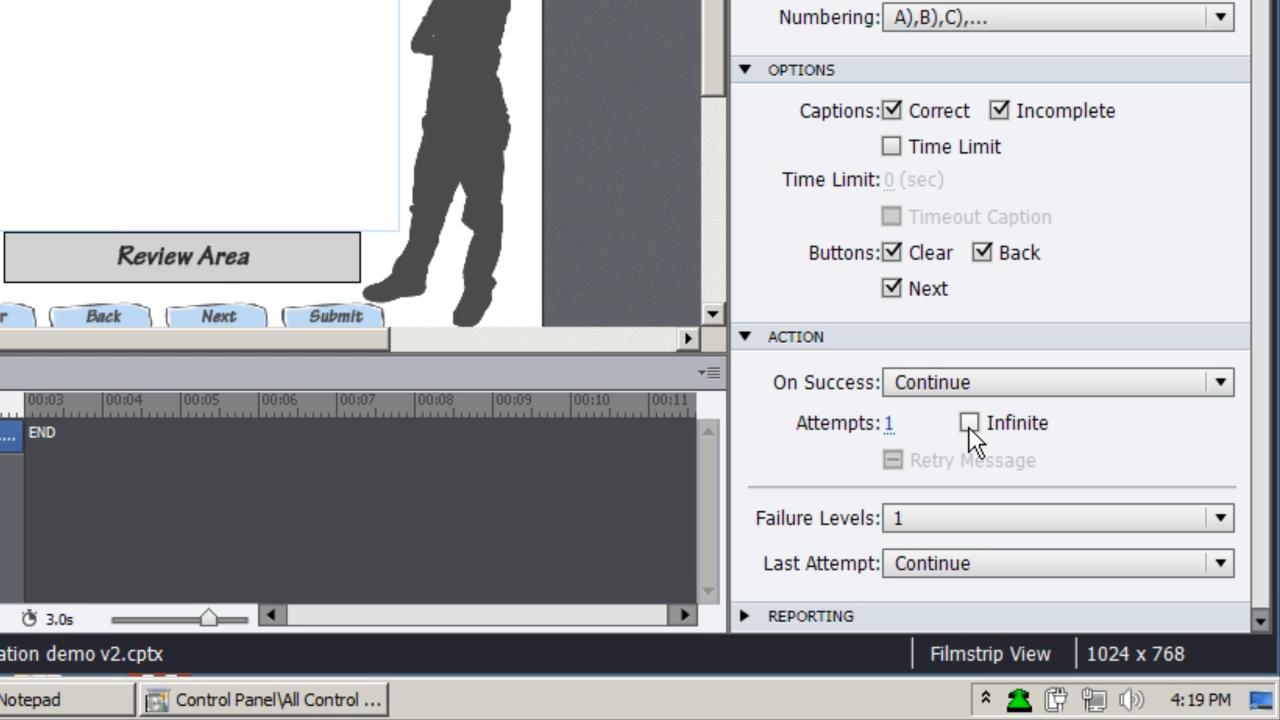 Numbering: A),B),C),...
OPTIONS
Captions: Correct Incomplete
Time Limit
Time Limit: 0 (sec)
Timeout Caption
Buttons: Clear Back
Next
Review Area
r Back Next Submit
ACTION
On Success: Continue
Attempts: 1 Infinite
Retry Message
Failure Levels: 1
Last Attempt: Continue
REPORTING
00:03 00:04 00:05 00:06 00:07 00:08 00:09 00:10 00:11
... END
3.0s
ation demo v2.cptx
Filmstrip View 1024 x 768
Notepad Control Panel\All Control ... 4:19 PM